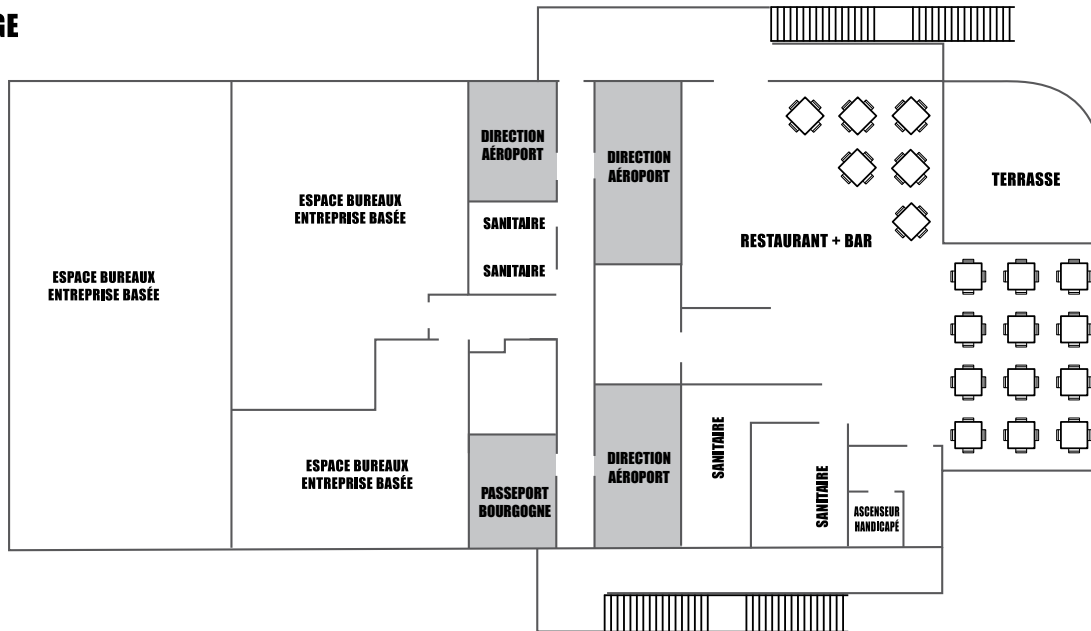 GE
DIRECTION
AÉROPORT
DIRECTION
AÉROPORT
TERRASSE
ESPACE BUREAUX
ENTREPRISE BASÉE
SANITAIRE
RESTAURANT + BAR
SANITAIRE
ESPACE BUREAUX
ENTREPRISE BASÉE
ESPACE BUREAUX
ENTREPRISE BASÉE
DIRECTION
AÉROPORT
SANITAIRE
SANITAIRE
PASSEPORT
BOURGOGNE
ASCENSEUR
HANDICAPÉ